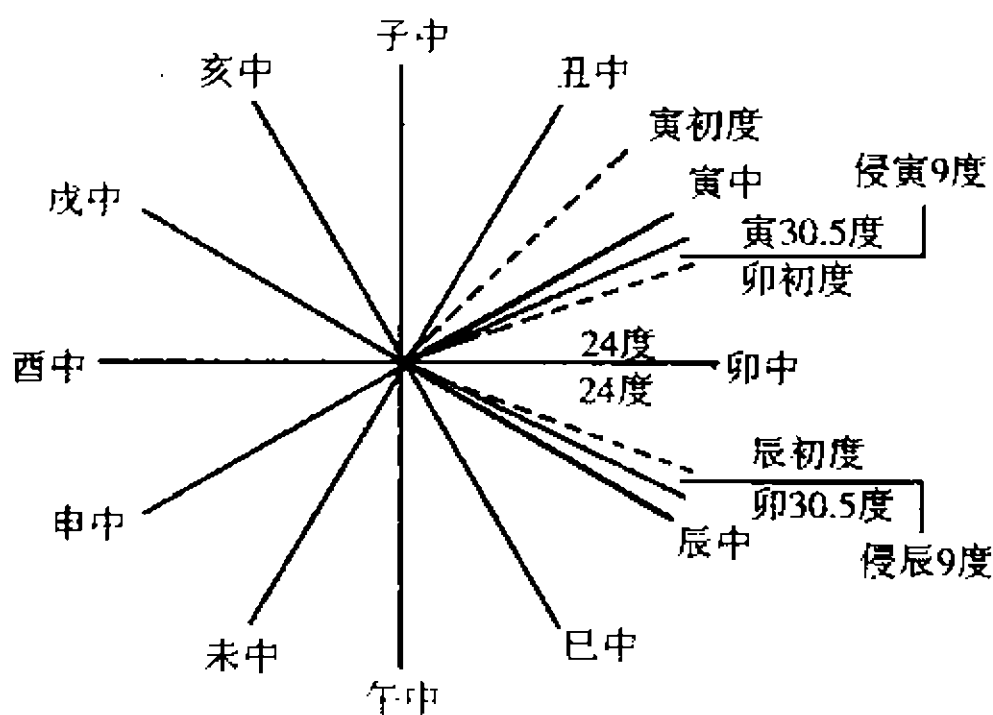 子中
亥中
丑中
寅初度
侵寅9度
寅中
戌中
寅30.5度
卯初度
24度
酉中
卯中
24度
辰初度
卯30.5度
申中
辰中
侵辰9度
未中
巳中
午中